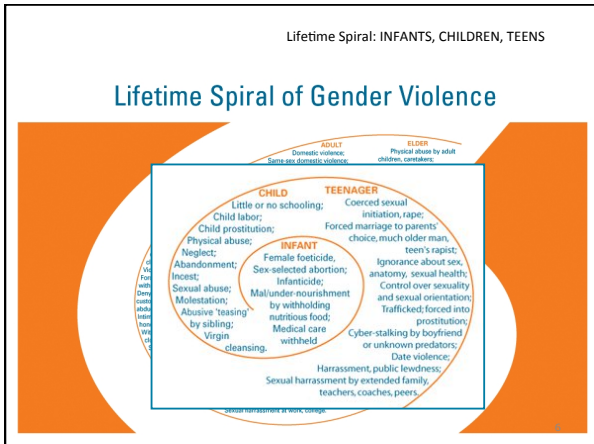 Lifetime Spiral: INFANTS, CHILDREN, TEENS
Lifetime Spiral of Gender Violence
ADULT
Domestic violence;
Same-sex domestic violence;
ELDER
Physical abuse by adult
children, caretakers;
CHILD
Little or no schooling;
Child labor;
Child prostitution;
Physical abuse;
Neglect;
Abandonment;
Incest;
Sexual abuse;
Molestation;
Abusive 'teasing'
by sibling;
Virgin
cleansing.
INFANT
Female foeticide,
Sex-selected abortion;
Infanticide;
Mal/under-nourishment
by withholding
nutritious food;
Medical care
withheld
TEENAGER
Coerced sexual
initiation, rape;
Forced marriage to parents'
choice, much older man,
teen's rapist;
Ignorance about sex,
anatomy, sexual health;
Control over sexuality
and sexual orientation;
Trafficked; forced into
prostitution;
Cyber-stalking by boyfriend
or unknown predators;
Date violence;
Harrassment, public lewdness;
Sexual harassment by extended family,
teachers, coaches, peers.
Sexual harrassment at work, college.
6